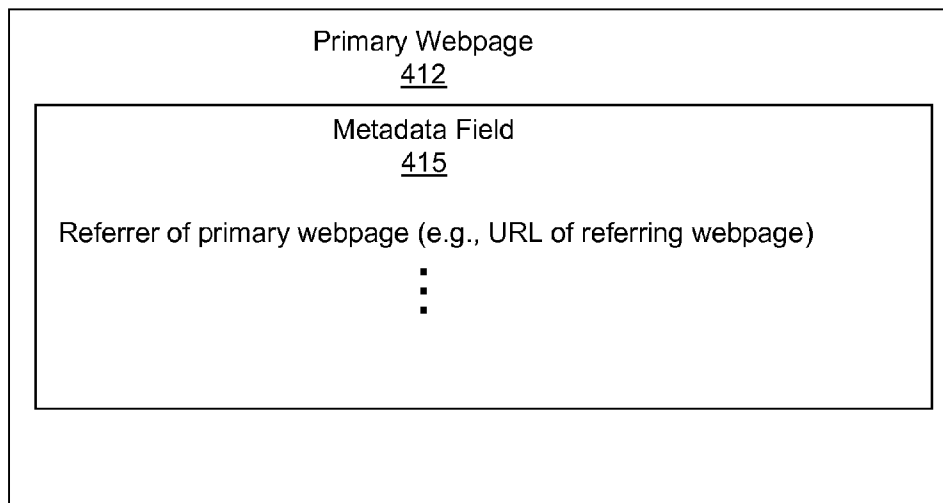 Primary Webpage
412
Metadata Field
415
Referrer of primary webpage (e.g., URL of referring webpage)